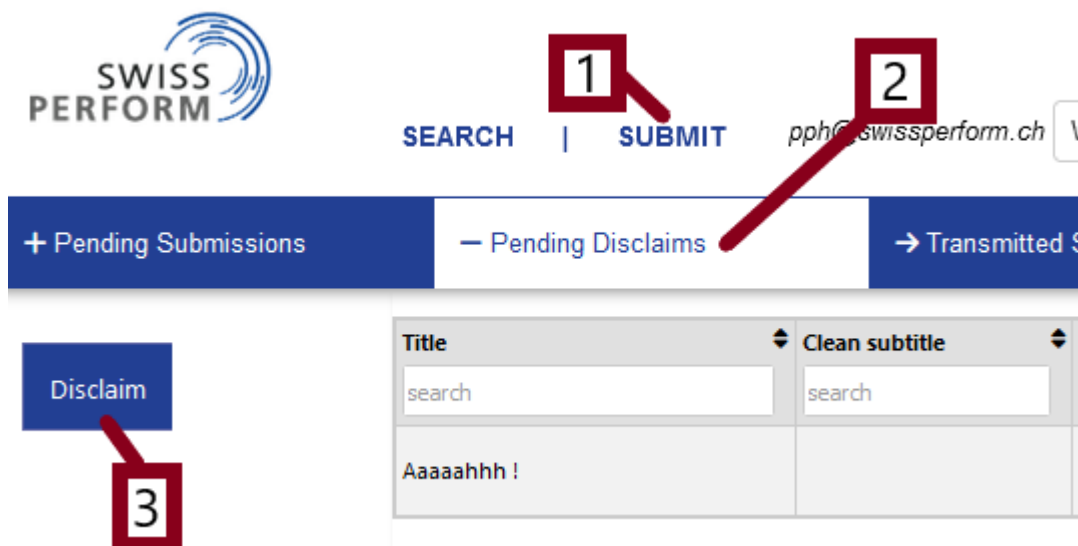 SWISS
PERFORM
1
2
SEARCH | SUBMIT pph@swissperform.ch
+ Pending Submissions − Pending Disclaims → Transmitted S
Title Clean subtitle
search search
Disclaim
Aaaaahhh !
3